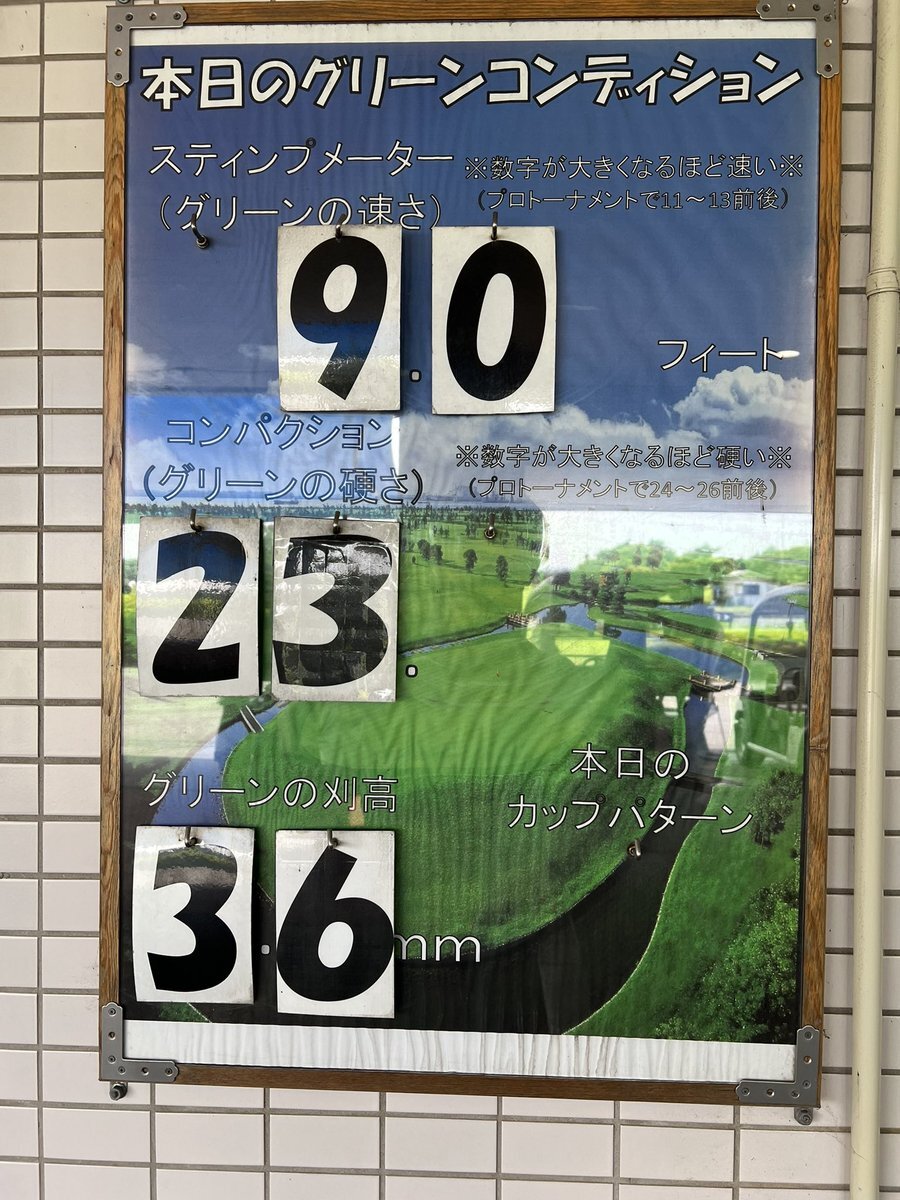 本日のグリーンコンディション
スティンプメーター
(グリーンの速さ)
※数字が大きくなるほど速い※
(プロトーナメントで11～13前後)
9.0
フィート
コンパクション
(グリーンの硬さ)
※数字が大きくなるほど硬い※
(プロトーナメントで24～26前後)
23.
グリーンの刈高
3.6mm
本日の
カップパターン